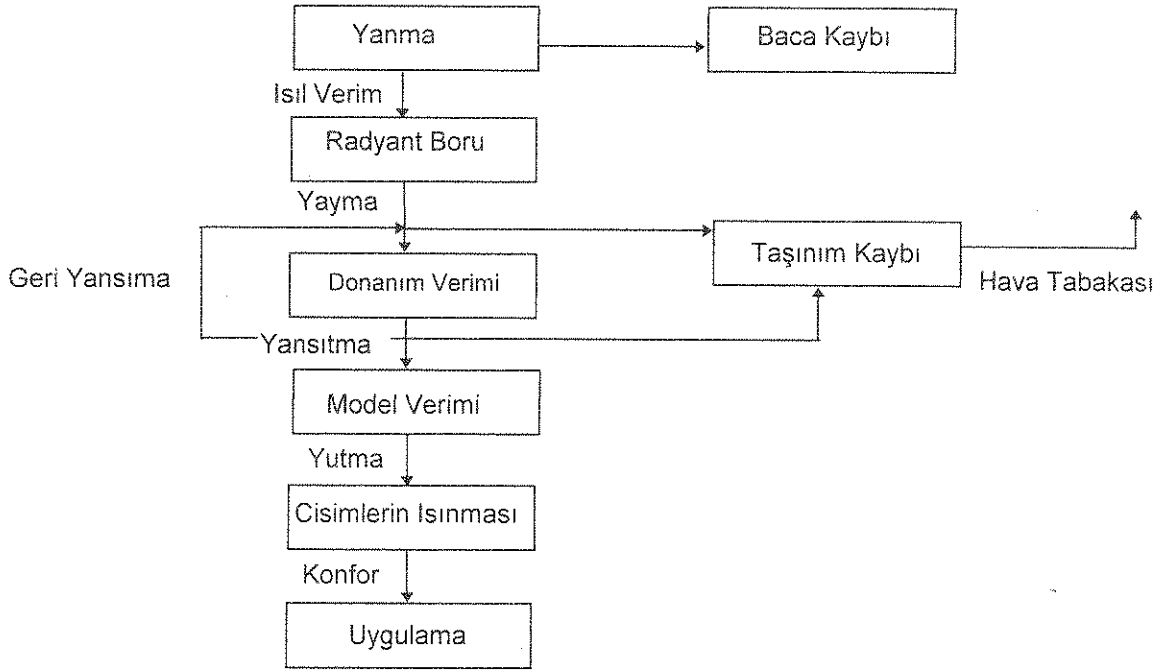 Yanma
Baca Kaybı
Isıl Verim
Radyant Boru
Yayma
Taşınım Kaybı
Geri Yansıma
Donanım Verimi
Hava Tabakası
Yansıtma
Model Verimi
Yutma
Cisimlerin Isınması
Konfor
Uygulama